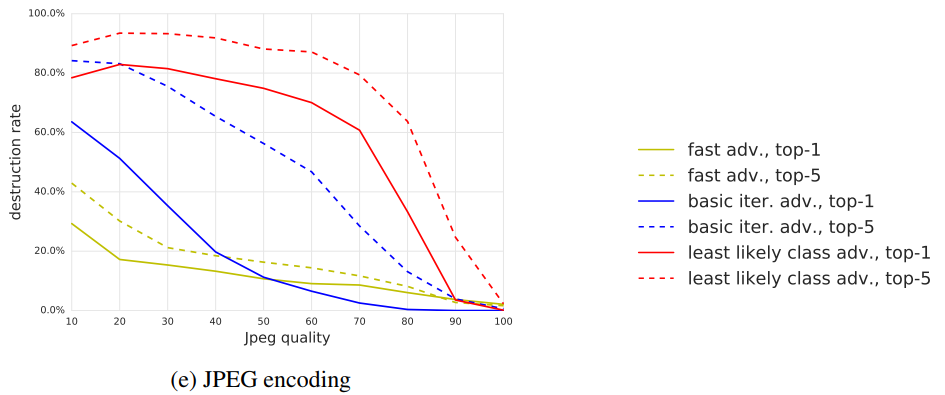 100.0%
80.0%
60.0%
40.0%
20.0%
0.0%
destruction rate
10 20 30 40 50 60 70 80 90 100
Jpeg quality
fast adv., top-1
fast adv., top-5
basic iter. adv., top-1
basic iter. adv., top-5
least likely class adv., top-1
least likely class adv., top-5
(e) JPEG encoding